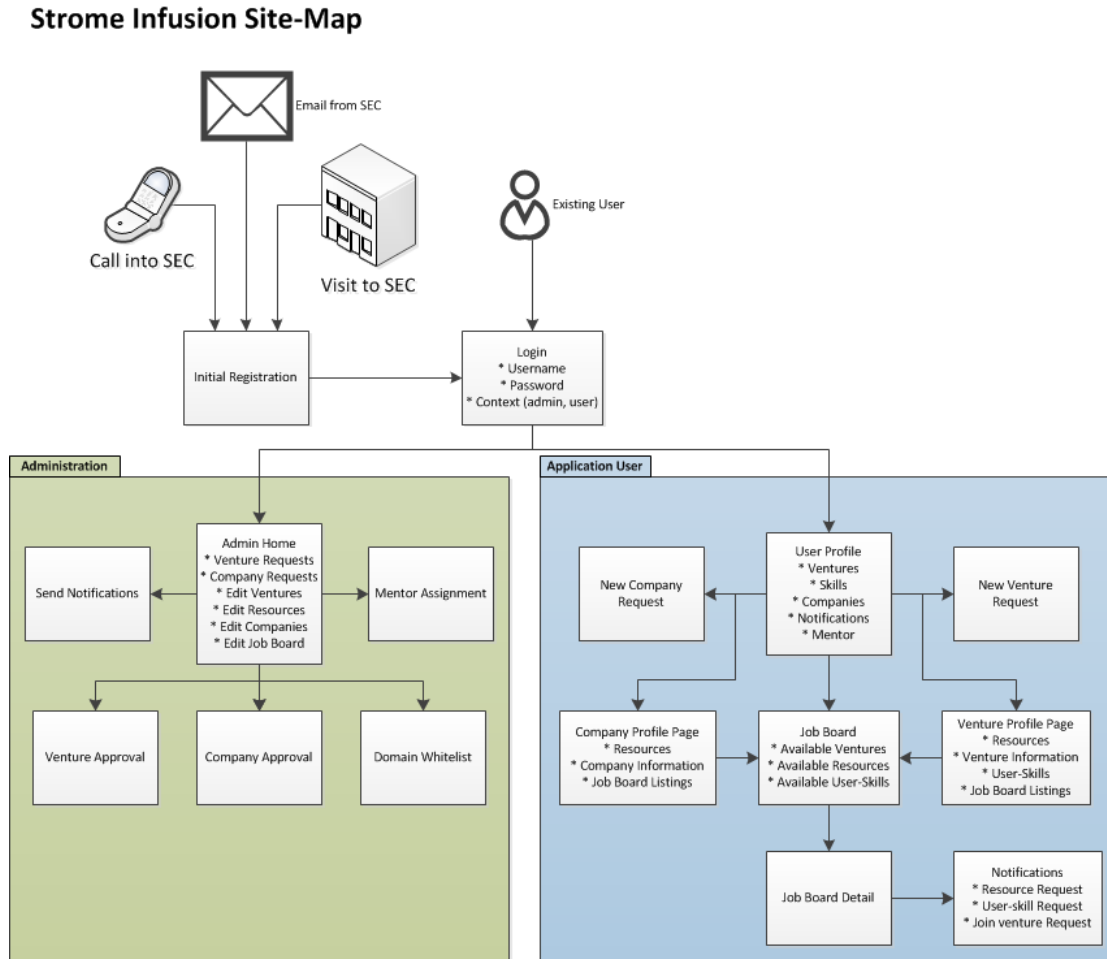 Strome Infusion Site-Map
Email from SEC
Call into SEC
Visit to SEC
Existing User
Initial Registration
Login
* Username
* Password
* Context (admin, user)
Administration
Admin Home
* Venture Requests
* Company Requests
* Edit Ventures
* Edit Resources
* Edit Companies
* Edit Job Board
Send Notifications
Mentor Assignment
Venture Approval
Company Approval
Domain Whitelist
Application User
User Profile
* Ventures
* Skills
* Companies
* Notifications
* Mentor
New Company
Request
New Venture
Request
Company Profile Page
* Resources
* Company Information
* Job Board Listings
Job Board
* Available Ventures
* Available Resources
* Available User-Skills
Venture Profile Page
* Resources
* Venture Information
* User-Skills
* Job Board Listings
Job Board Detail
Notifications
* Resource Request
* User-skill Request
* Join venture Request